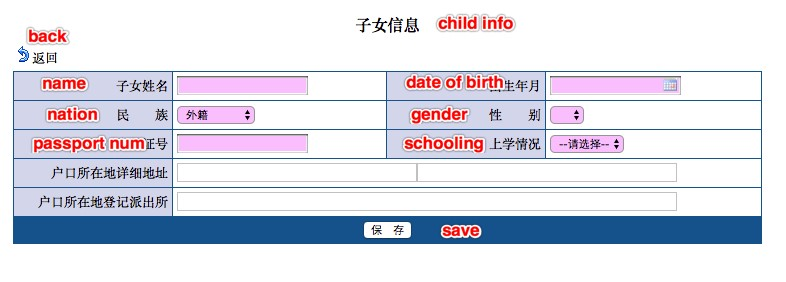 子女信息 child info
back
返回
name 子女姓名 date of birth 生年月
nation 民 族 外籍 gender 性 别
passport num 证号 schooling 上学情况 --请选择--
户口所在地详细地址
户口所在地登记派出所
保 存 save